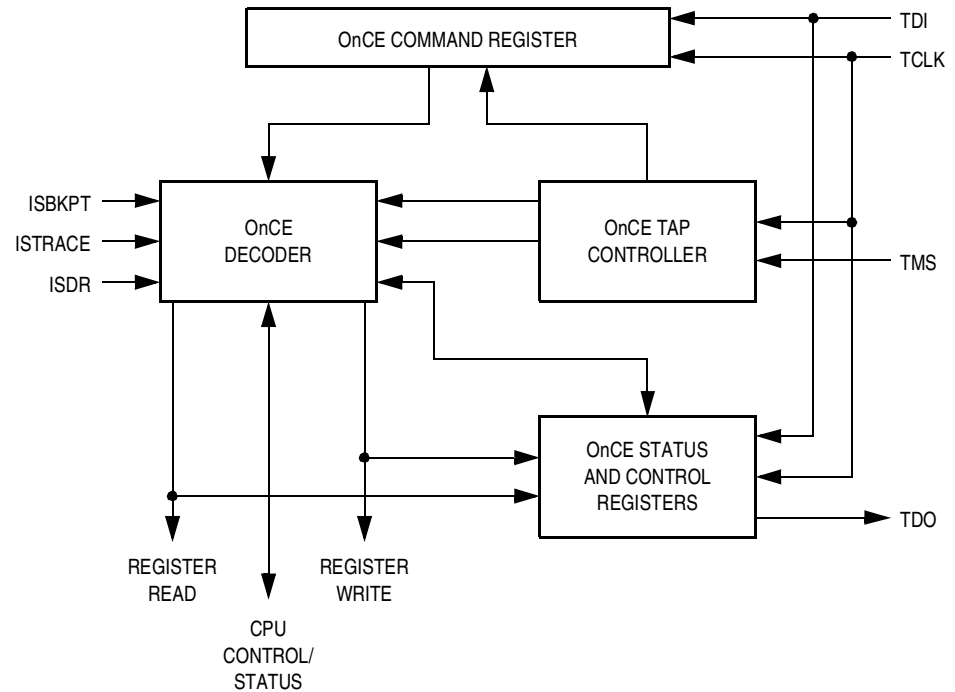 OnCE COMMAND REGISTER
TDI
TCLK
ISBKPT
ISTRACE
ISDR
OnCE
DECODER
OnCE TAP
CONTROLLER
TMS
OnCE STATUS
AND CONTROL
REGISTERS
TDO
REGISTER
READ
REGISTER
WRITE
CPU
CONTROL/
STATUS